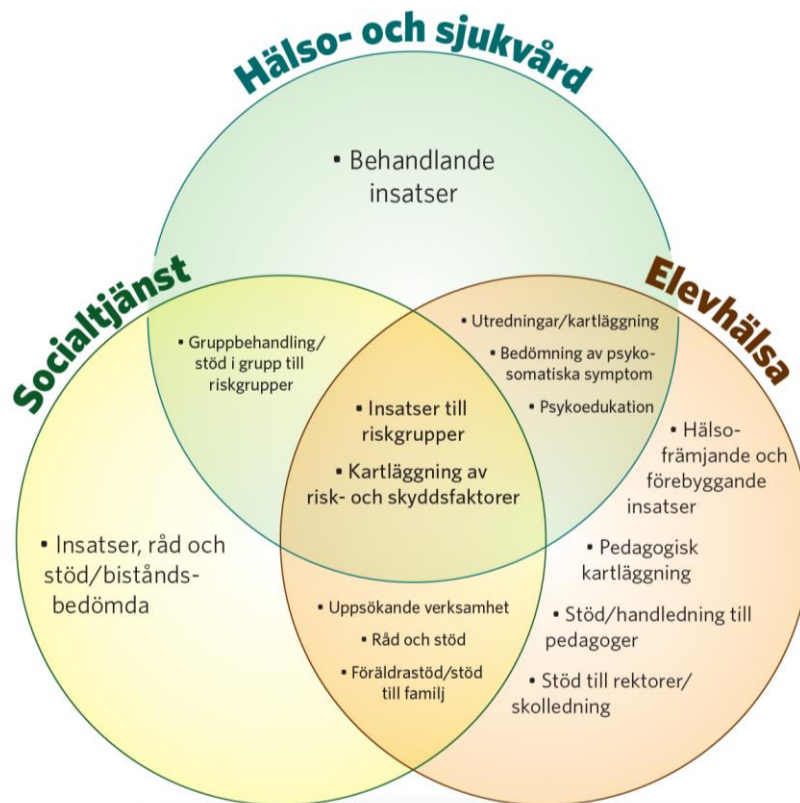 Hälso- och sjukvård
• Behandlande
insatser
Socialtjänst
Elevhälsa
• Gruppbehandling/
stöd i grupp till
riskgrupper
• Utredningar/kartläggning
• Bedömning av psyko-
somatiska symptom
• Psykoedukation
• Insatser till
riskgrupper
• Kartläggning av
risk- och skyddsfaktorer
• Hälso-
främjande och
förebyggande
insatser
• Pedagogisk
kartläggning
• Stöd/handledning till
pedagoger
• Stöd till rektorer/
skolledning
• Insatser, råd och
stöd/bistånds-
bedömda
• Uppsökande verksamhet
• Råd och stöd
• Föräldrastöd/stöd
till familj